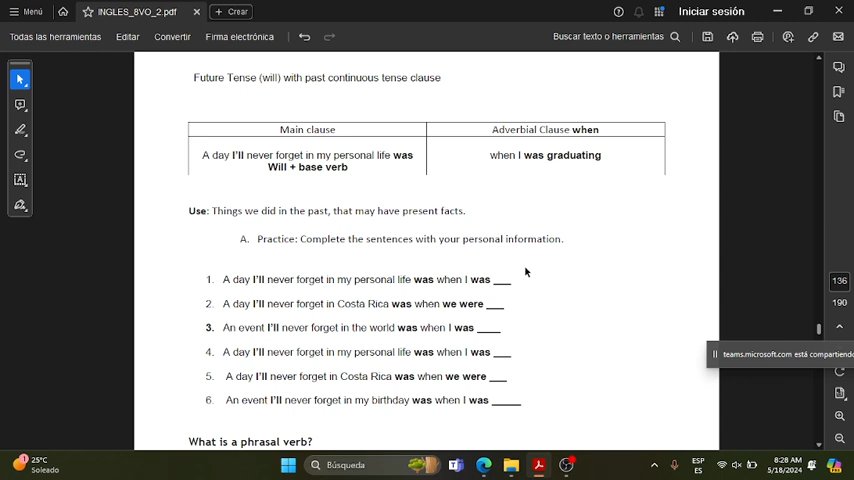 Menú
INGLES_8VO_2.pdf
Crear
Iniciar sesión
Todas las herramientas Editar Convertir Firma electrónica
Buscar texto o herramientas
Future Tense (will) with past continuous tense clause
Main clause Adverbial Clause when
A day I'll never forget in my personal life was when I was graduating
Will + base verb
Use: Things we did in the past, that may have present facts.
A. Practice: Complete the sentences with your personal information.
1. A day I'll never forget in my personal life was when I was ___
2. A day I'll never forget in Costa Rica was when we were ___
3. An event I'll never forget in the world was when I was ____
4. A day I'll never forget in my personal life was when I was ___
5. A day I'll never forget in Costa Rica was when we were ___
6. An event I'll never forget in my birthday was when I was _____
What is a phrasal verb?
136
190
teams.microsoft.com está compartiendo
1
25°C
Soleado
Búsqueda
ESP
ES
8:28 AM
5/18/2024